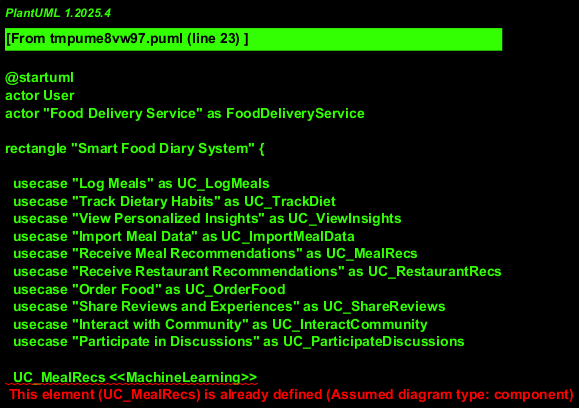 PlantUML 1.2025.4
[From tmpume8vw97.puml (line 23) ]
@startuml
actor User
actor "Food Delivery Service" as FoodDeliveryService
rectangle "Smart Food Diary System" {
usecase "Log Meals" as UC_LogMeals
usecase "Track Dietary Habits" as UC_TrackDiet
usecase "View Personalized Insights" as UC_ViewInsights
usecase "Import Meal Data" as UC_ImportMealData
usecase "Receive Meal Recommendations" as UC_MealRecs
usecase "Receive Restaurant Recommendations" as UC_RestaurantRecs
usecase "Order Food" as UC_OrderFood
usecase "Share Reviews and Experiences" as UC_ShareReviews
usecase "Interact with Community" as UC_InteractCommunity
usecase "Participate in Discussions" as UC_ParticipateDiscussions
UC_MealRecs <<MachineLearning>>
This element (UC_MealRecs) is already defined (Assumed diagram type: component)